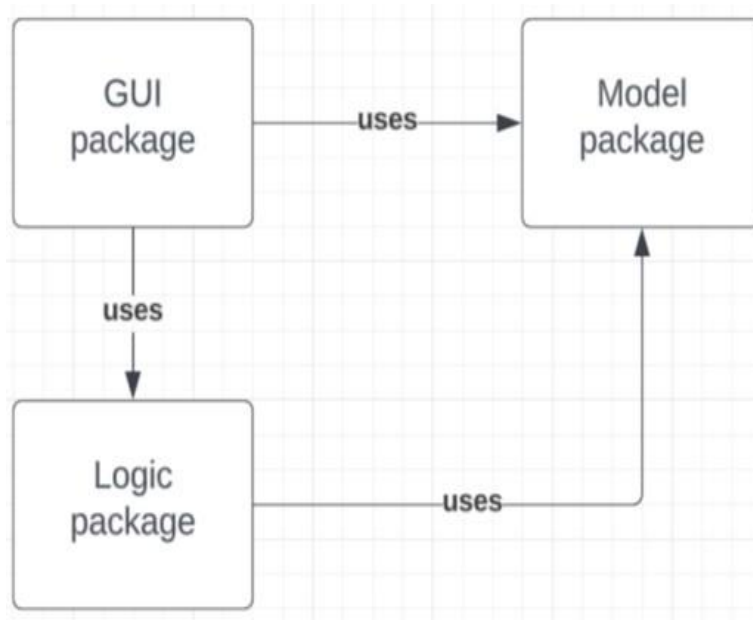 GUI
package
uses
Model
package
uses
Logic
package
uses